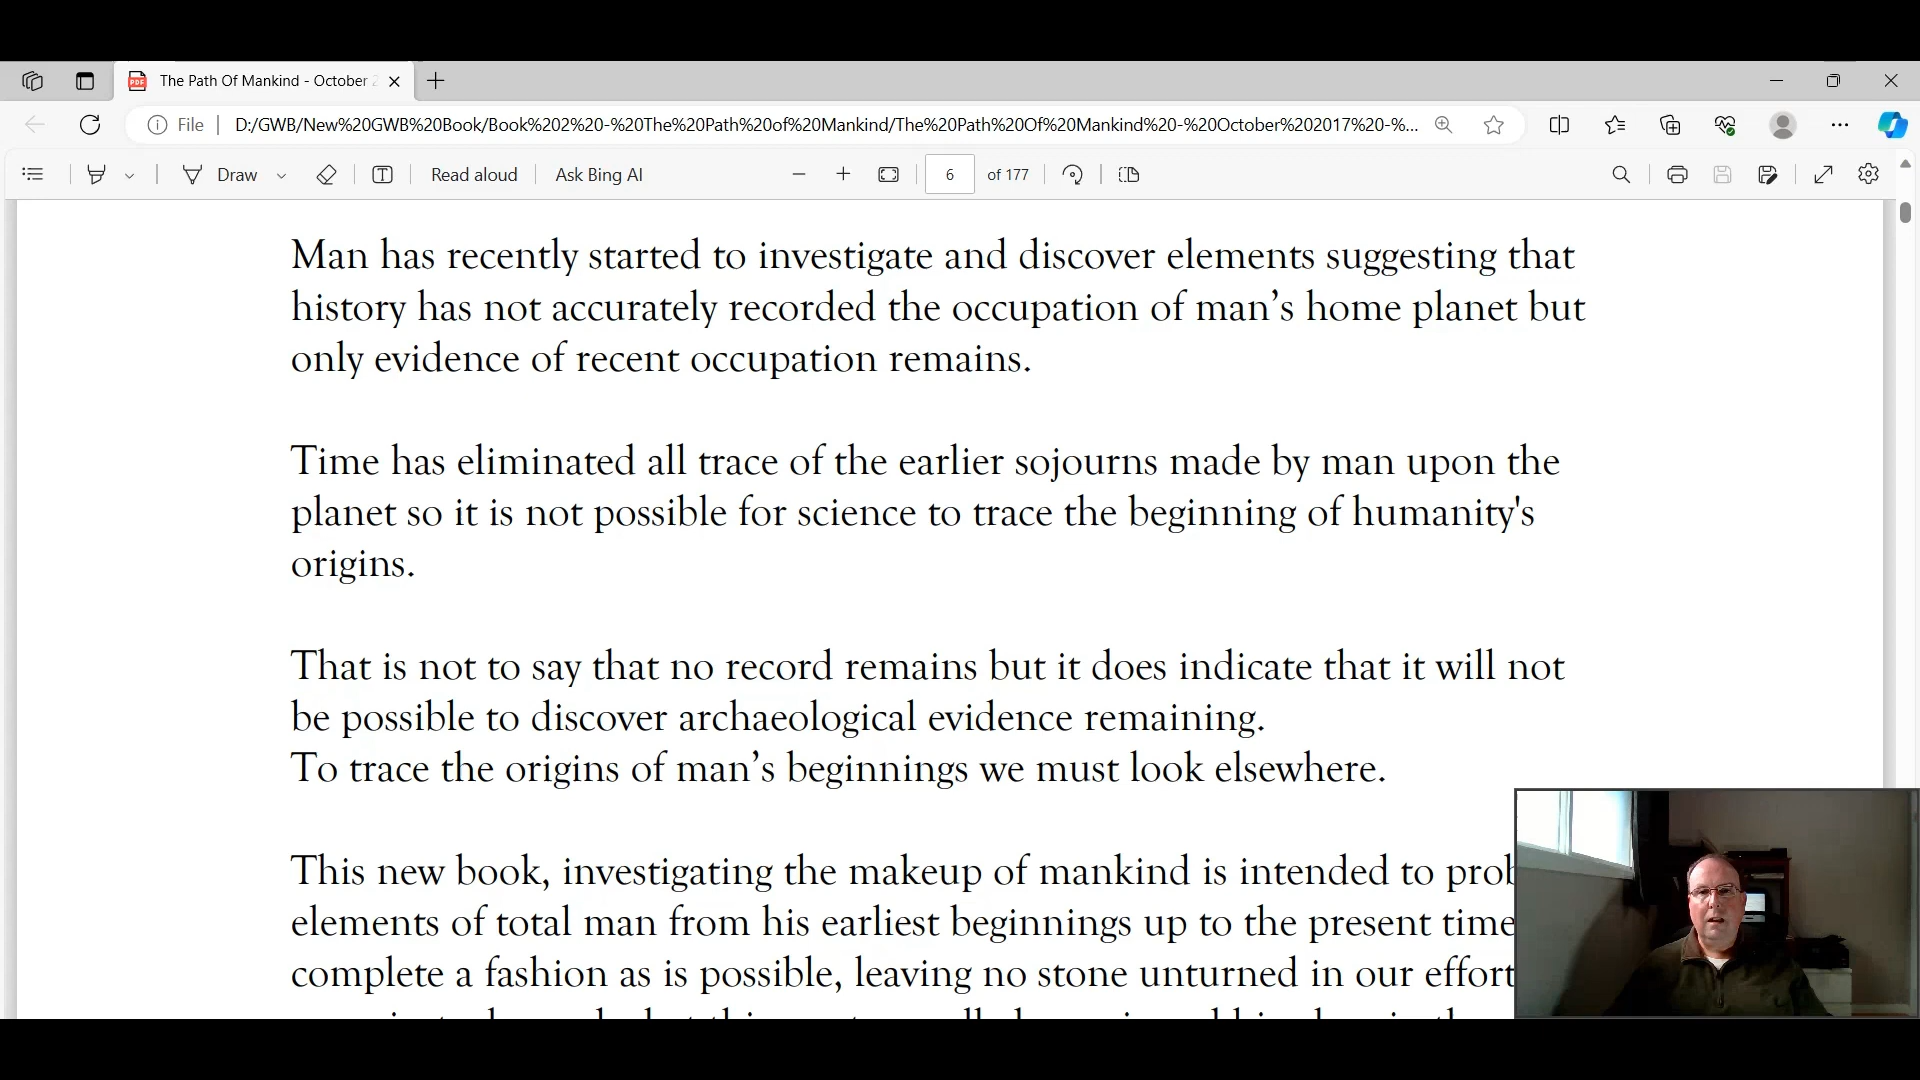 The Path Of Mankind - October 2
File
D:/GWB/New%20GWB%20Book/Book%202%20-%20The%20Path%20of%20Mankind/The%20Path%20Of%20Mankind%20-%20October%202017%20-%...
Draw
Read aloud
Ask Bing AI
6 of 177
Man has recently started to investigate and discover elements suggesting that
history has not accurately recorded the occupation of man’s home planet but
only evidence of recent occupation remains.
Time has eliminated all trace of the earlier sojourns made by man upon the
planet so it is not possible for science to trace the beginning of humanity's
origins.
That is not to say that no record remains but it does indicate that it will not
be possible to discover archaeological evidence remaining.
To trace the origins of man’s beginnings we must look elsewhere.
This new book, investigating the makeup of mankind is intended to prob
elements of total man from his earliest beginnings up to the present time
complete a fashion as is possible, leaving no stone unturned in our effort